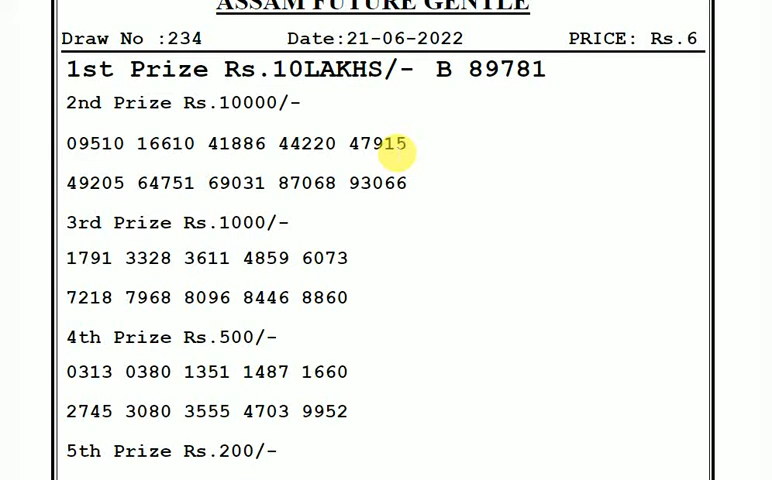 ASSAM FUTURE GENTLE
Draw No :234 Date:21-06-2022 PRICE: Rs.6
1st Prize Rs.10LAKHS/- B 89781
2nd Prize Rs.10000/-
09510 16610 41886 44220 47915
49205 64751 69031 87068 93066
3rd Prize Rs.1000/-
1791 3328 3611 4859 6073
7218 7968 8096 8446 8860
4th Prize Rs.500/-
0313 0380 1351 1487 1660
2745 3080 3555 4703 9952
5th Prize Rs.200/-